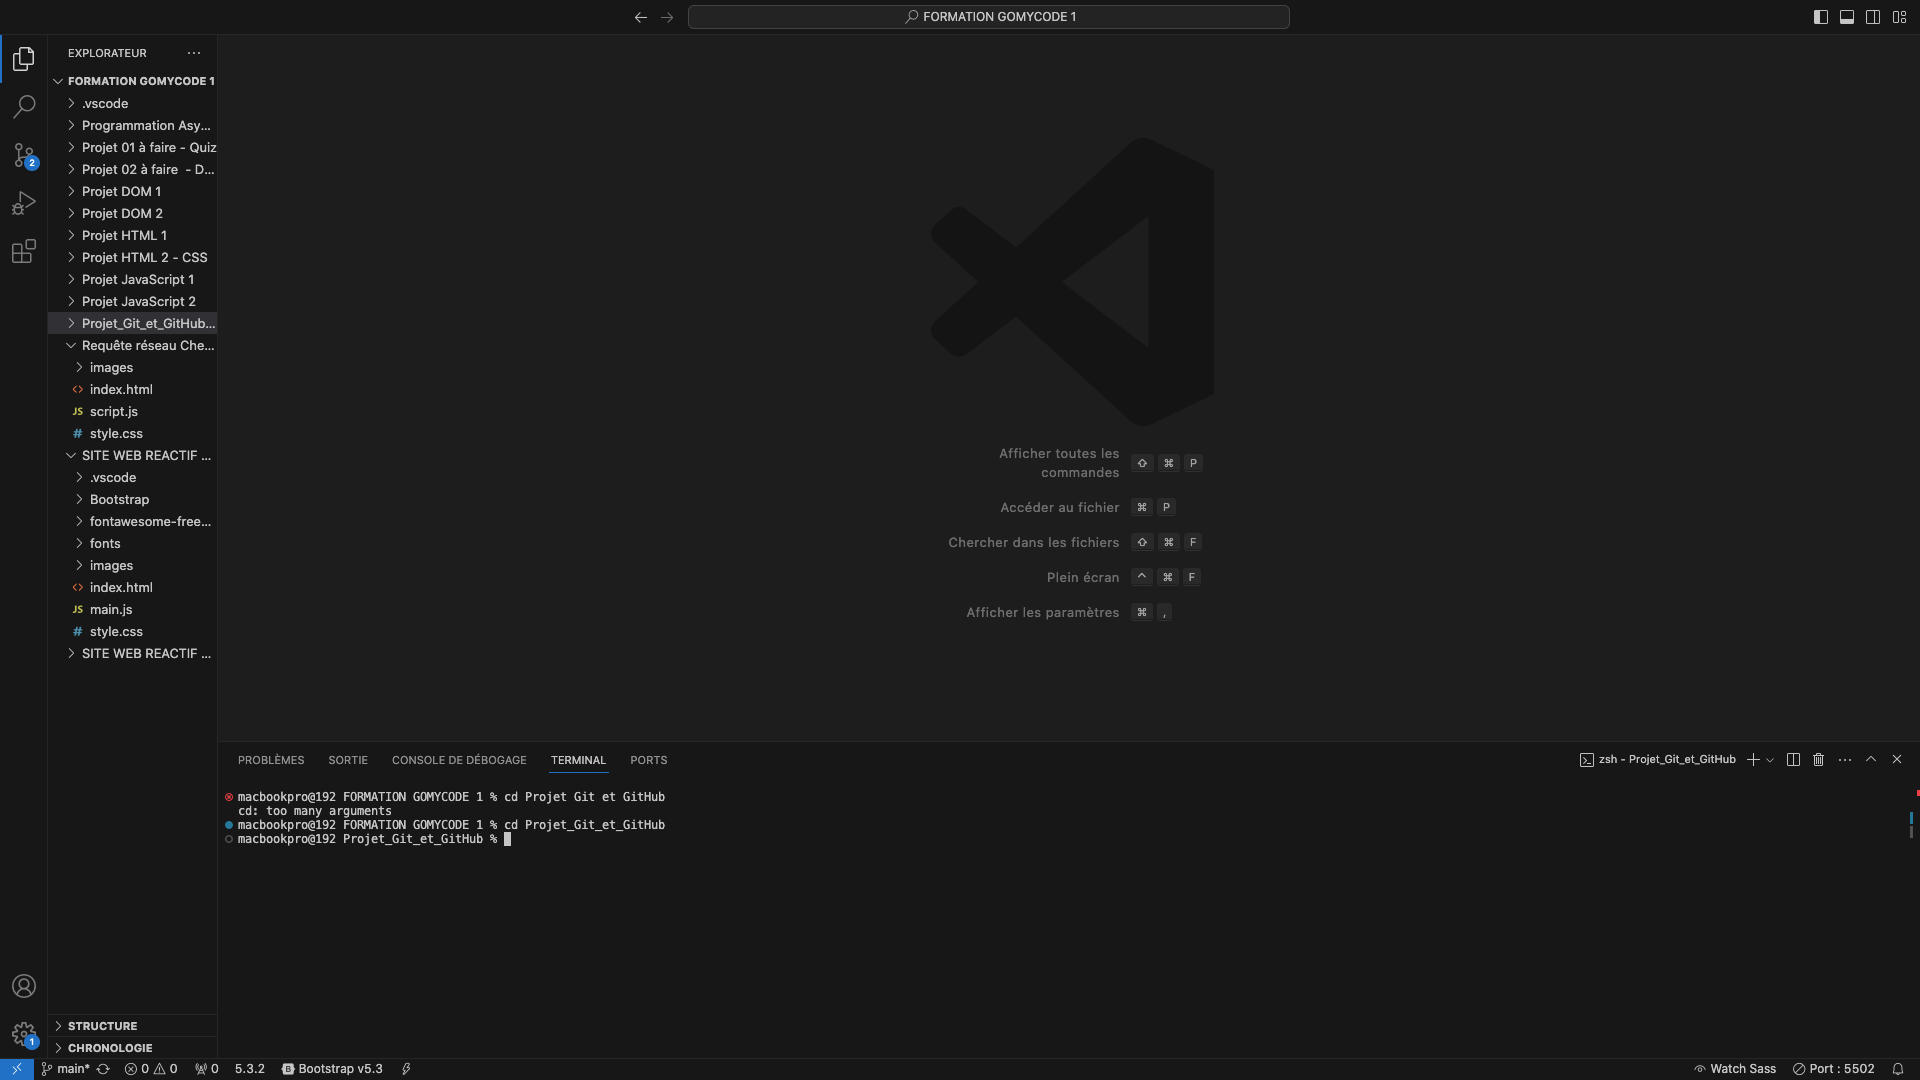 FORMATION GOMYCODE 1
EXPLORATEUR
FORMATION GOMYCODE 1
.vscode
Programmation Asy...
Projet 01 à faire - Quiz
Projet 02 à faire  - D...
Projet DOM 1
Projet DOM 2
Projet HTML 1
Projet HTML 2 - CSS
Projet JavaScript 1
Projet JavaScript 2
Projet_Git_et_GitHub...
Requête réseau Che...
images
<> index.html
JS script.js
# style.css
SITE WEB REACTIF ...
.vscode
Bootstrap
fontawesome-free...
fonts
images
<> index.html
JS main.js
# style.css
SITE WEB REACTIF ...
2
Afficher toutes les
commandes
⇧ ⌘ P
Accéder au fichier ⌘ P
Chercher dans les fichiers ⇧ ⌘ F
Plein écran ^ ⌘ F
Afficher les paramètres ⌘ ,
PROBLÈMES SORTIE CONSOLE DE DÉBOGAGE TERMINAL PORTS
zsh - Projet_Git_et_GitHub
macbookpro@192 FORMATION GOMYCODE 1 % cd Projet Git et GitHub
cd: too many arguments
macbookpro@192 FORMATION GOMYCODE 1 % cd Projet_Git_et_GitHub
macbookpro@192 Projet_Git_et_GitHub %
STRUCTURE
1
CHRONOLOGIE
main* 0 0 0 5.3.2 B Bootstrap v5.3 Watch Sass Port : 5502